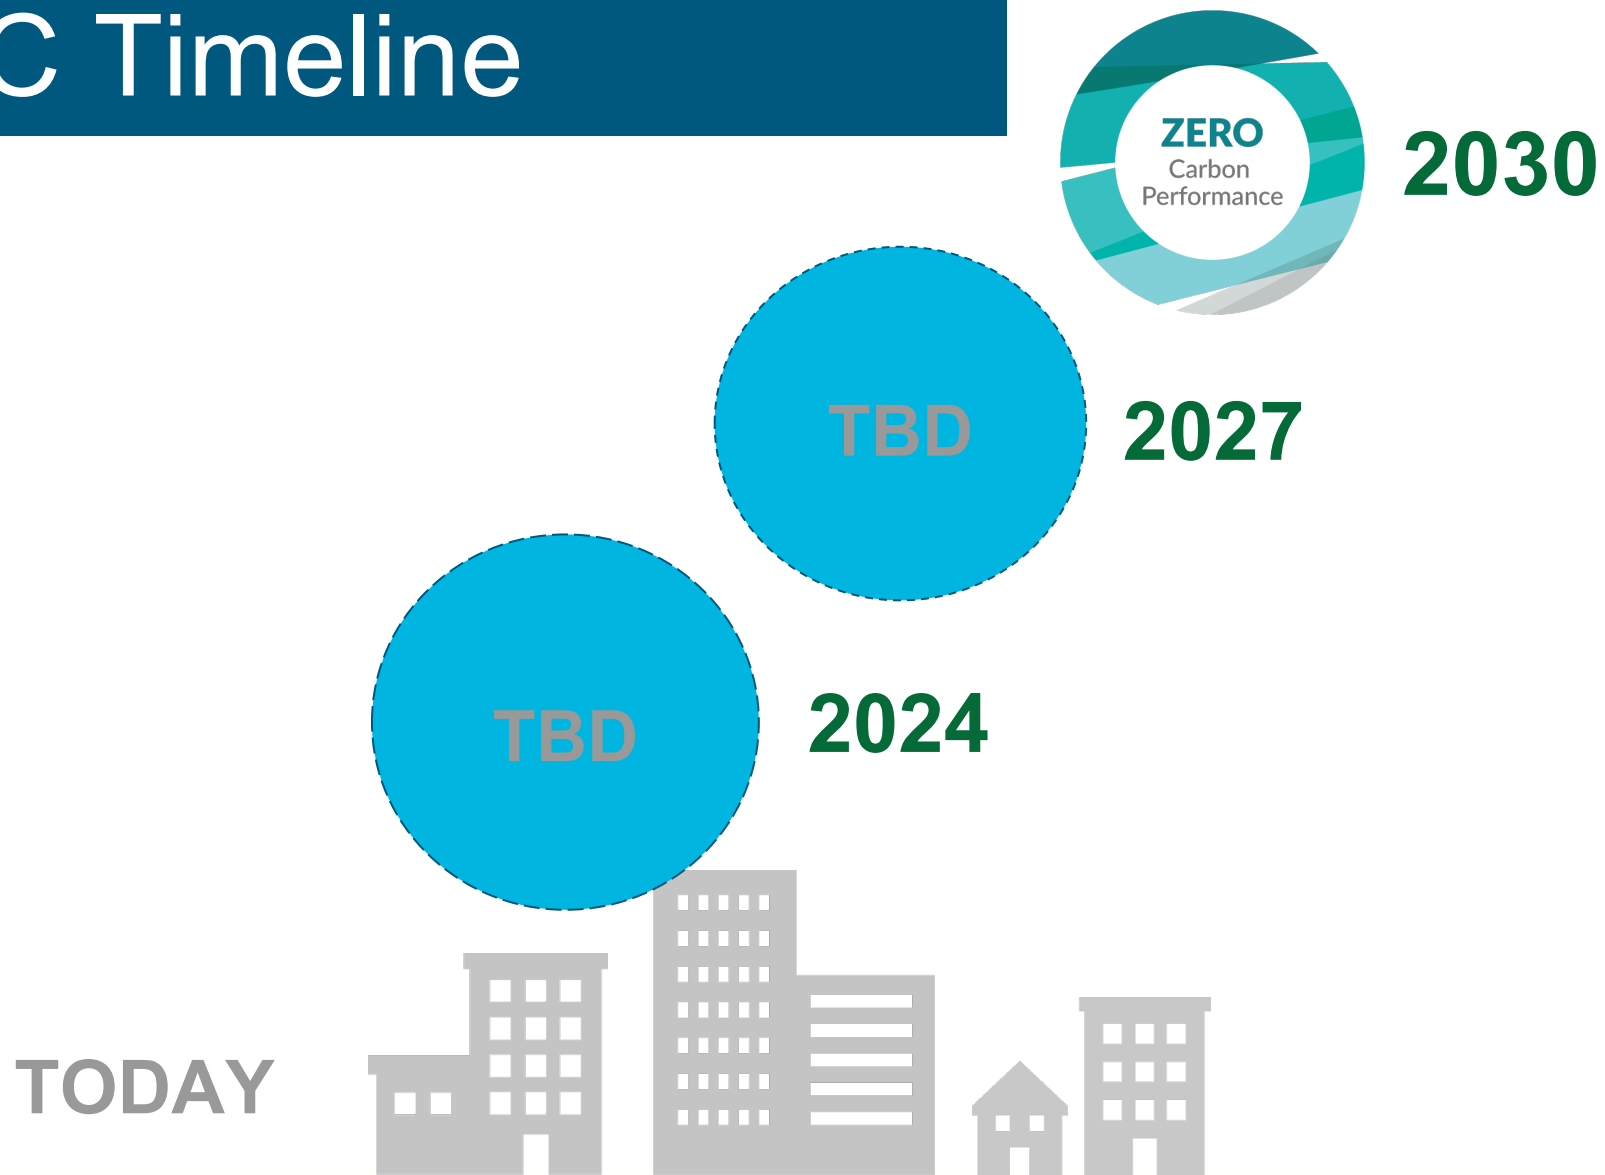 C Timeline
ZERO
Carbon
Performance
2030
TBD
2027
TBD
2024
TODAY